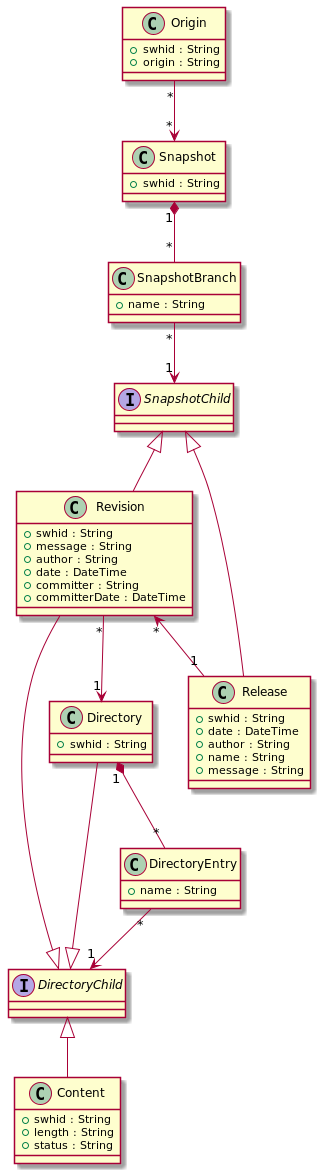 C Origin
swhid : String
origin : String
*
*
C Snapshot
swhid : String
1
*
C SnapshotBranch
name : String
*
1
I SnapshotChild
C Revision
swhid : String
message : String
author : String
date : DateTime
committer : String
committerDate : DateTime
*
*
1
1
C Release
swhid : String
date : DateTime
author : String
name : String
message : String
C Directory
swhid : String
1
*
C DirectoryEntry
name : String
*
1
I DirectoryChild
C Content
swhid : String
length : String
status : String